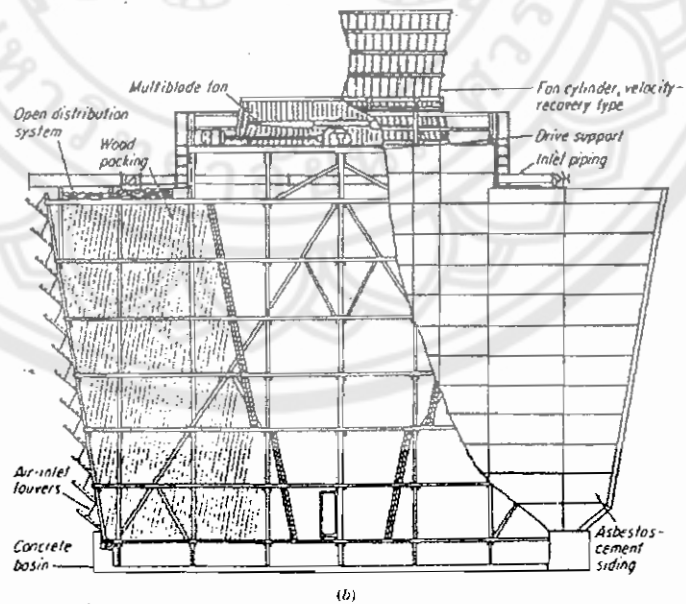 Multiblade fan
Fan cylinder, velocity-
recovery type
Open distribution
system
Wood
packing
Drive support
Inlet piping
Air-inlet
louvers
Concrete
basin
Asbestos-
cement
siding
(b)